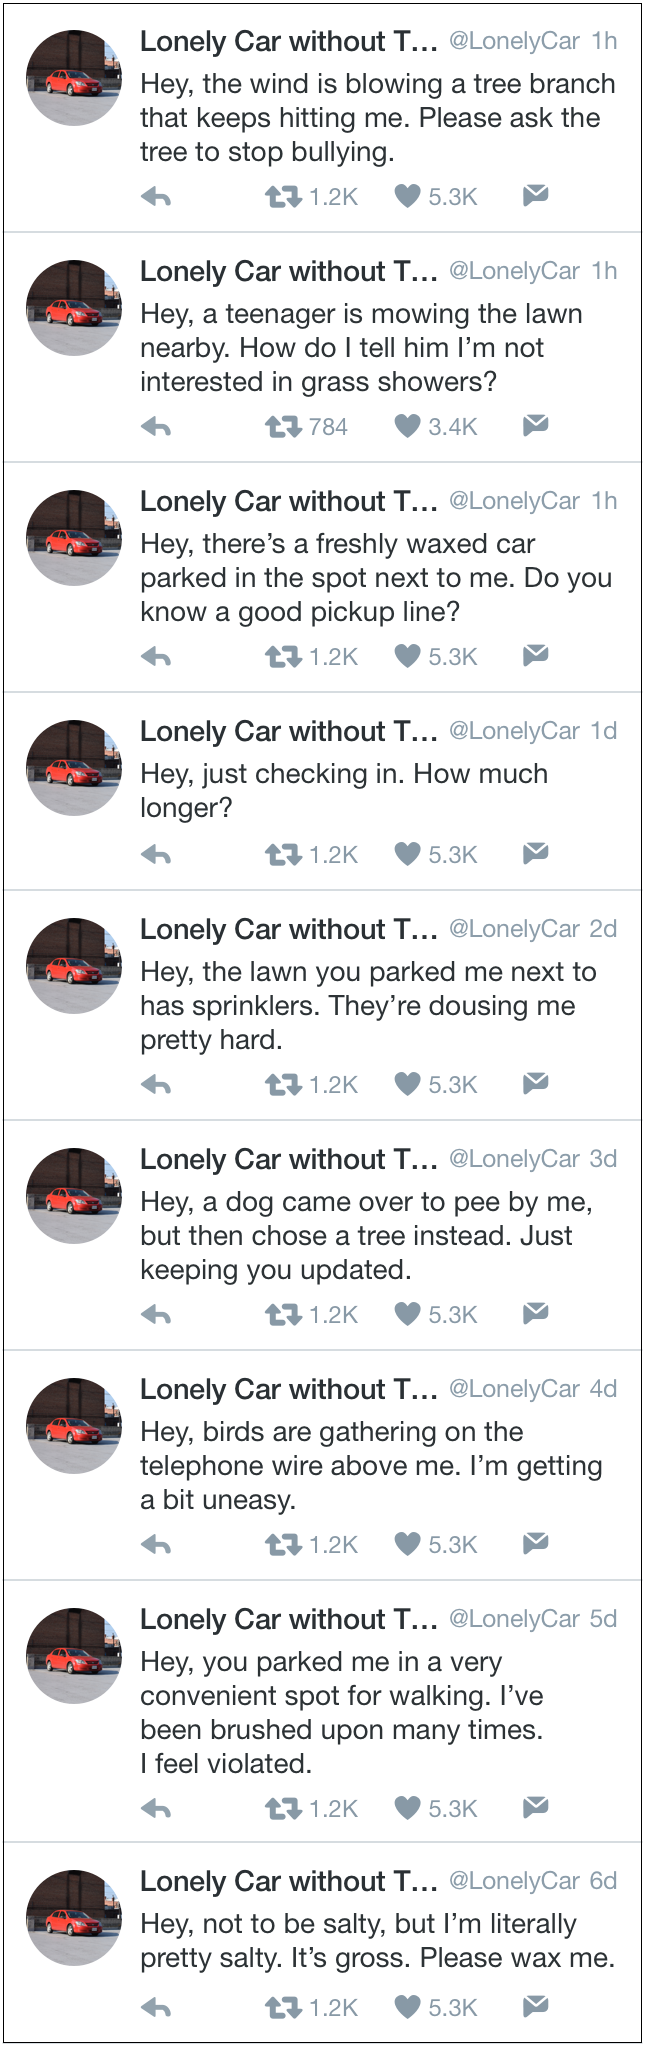 Lonely Car without T... @LonelyCar 1h
Hey, the wind is blowing a tree branch
that keeps hitting me. Please ask the
tree to stop bullying.
1.2K 5.3K
Lonely Car without T... @LonelyCar 1h
Hey, a teenager is mowing the lawn
nearby. How do I tell him I’m not
interested in grass showers?
784 3.4K
Lonely Car without T... @LonelyCar 1h
Hey, there’s a freshly waxed car
parked in the spot next to me. Do you
know a good pickup line?
1.2K 5.3K
Lonely Car without T... @LonelyCar 1d
Hey, just checking in. How much
longer?
1.2K 5.3K
Lonely Car without T... @LonelyCar 2d
Hey, the lawn you parked me next to
has sprinklers. They’re dousing me
pretty hard.
1.2K 5.3K
Lonely Car without T... @LonelyCar 3d
Hey, a dog came over to pee by me,
but then chose a tree instead. Just
keeping you updated.
1.2K 5.3K
Lonely Car without T... @LonelyCar 4d
Hey, birds are gathering on the
telephone wire above me. I’m getting
a bit uneasy.
1.2K 5.3K
Lonely Car without T... @LonelyCar 5d
Hey, you parked me in a very
convenient spot for walking. I’ve
been brushed upon many times.
I feel violated.
1.2K 5.3K
Lonely Car without T... @LonelyCar 6d
Hey, not to be salty, but I’m literally
pretty salty. It’s gross. Please wax me.
1.2K 5.3K